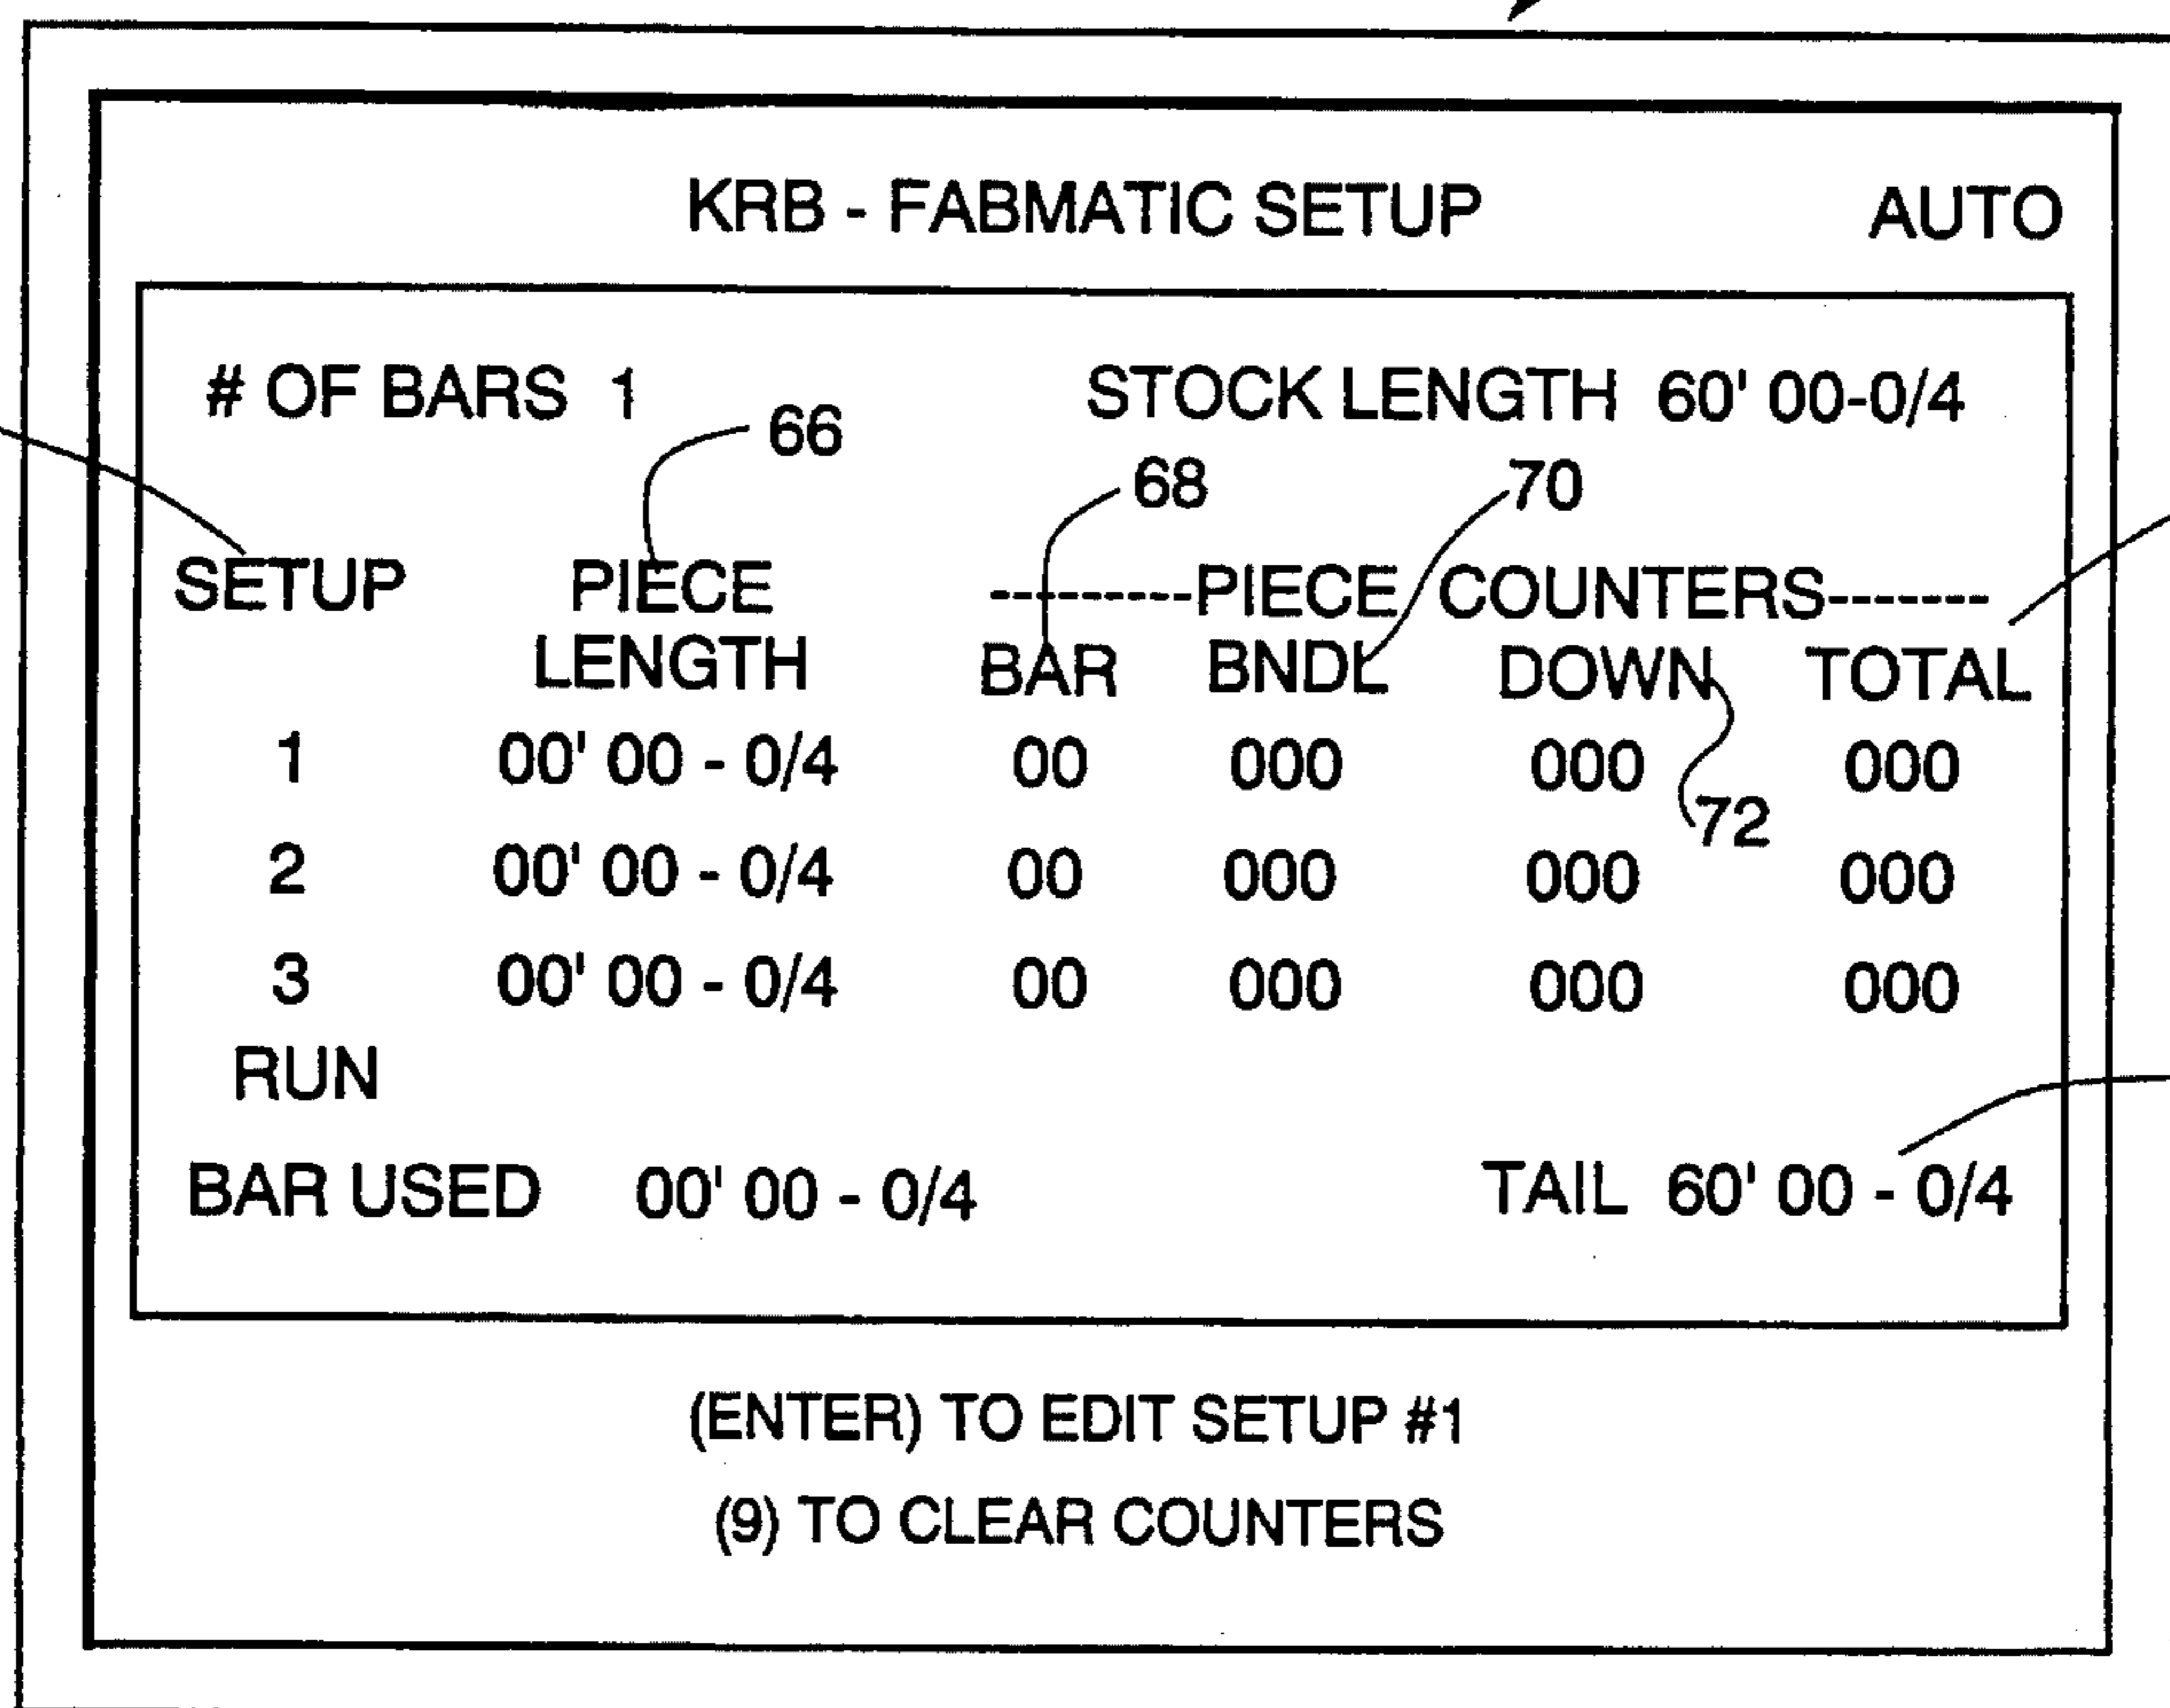 KRB - FABMATIC SETUP AUTO
# OF BARS 1 STOCK LENGTH 60' 00-0/4
66
68 70
SETUP PIECE ---------PIECE COUNTERS-------
LENGTH BAR BNDL DOWN TOTAL
1 00' 00 - 0/4 00 000 000 000
72
2 00' 00 - 0/4 00 000 000 000
3 00' 00 - 0/4 00 000 000 000
RUN
BAR USED 00' 00 - 0/4 TAIL 60' 00 - 0/4
(ENTER) TO EDIT SETUP #1
(9) TO CLEAR COUNTERS